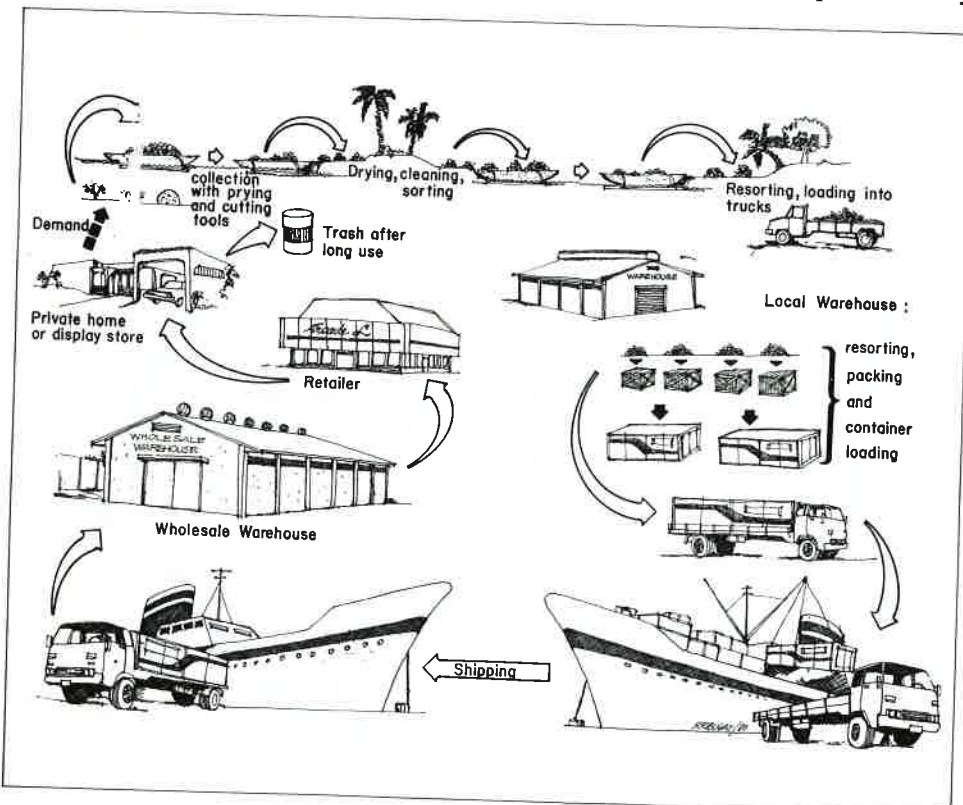 collection
with prying
and cutting
tools
Drying, cleaning,
sorting
Resorting, loading into
trucks
Demand
Trash after
long use
WAREHOUSE
Local Warehouse :
Private home
or display store
Retailer
resorting,
packing
and
container
loading
WHOLESALE
WAREHOUSE
Wholesale Warehouse
Shipping